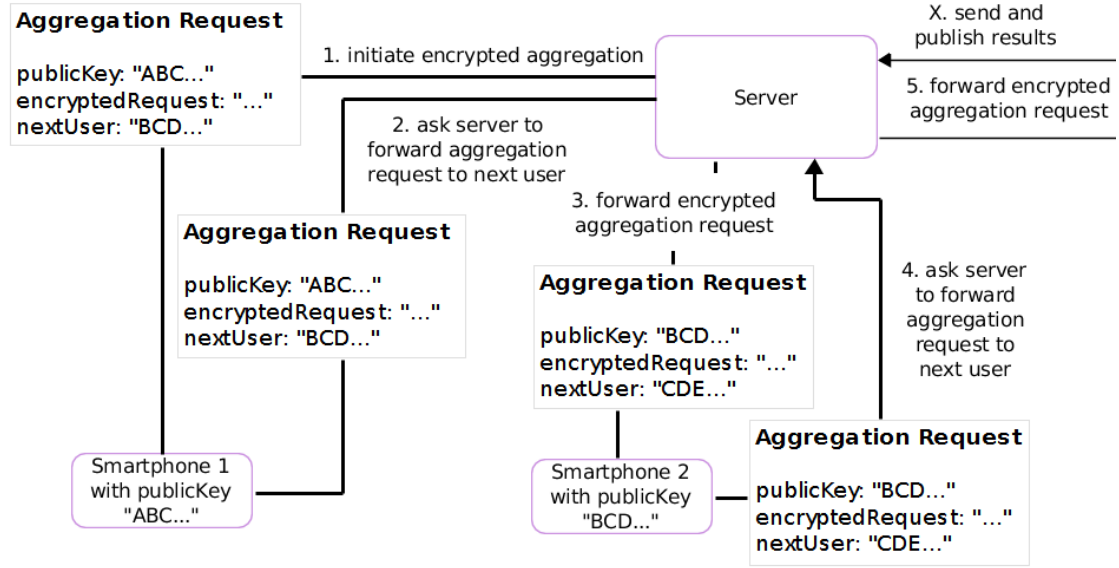 Aggregation Request
publicKey: "ABC..."
encryptedRequest: "..."
nextUser: "BCD..."
1. initiate encrypted aggregation
Server
X. send and
publish results
5. forward encrypted
aggregation request
2. ask server to
forward aggregation
request to next user
Aggregation Request
publicKey: "ABC..."
encryptedRequest: "..."
nextUser: "BCD..."
3. forward encrypted
aggregation request
Aggregation Request
publicKey: "BCD..."
encryptedRequest: "..."
nextUser: "CDE..."
4. ask server
to forward
aggregation
request to
next user
Smartphone 1
with publicKey
"ABC..."
Smartphone 2
with publicKey
"BCD..."
Aggregation Request
publicKey: "BCD..."
encryptedRequest: "..."
nextUser: "CDE..."